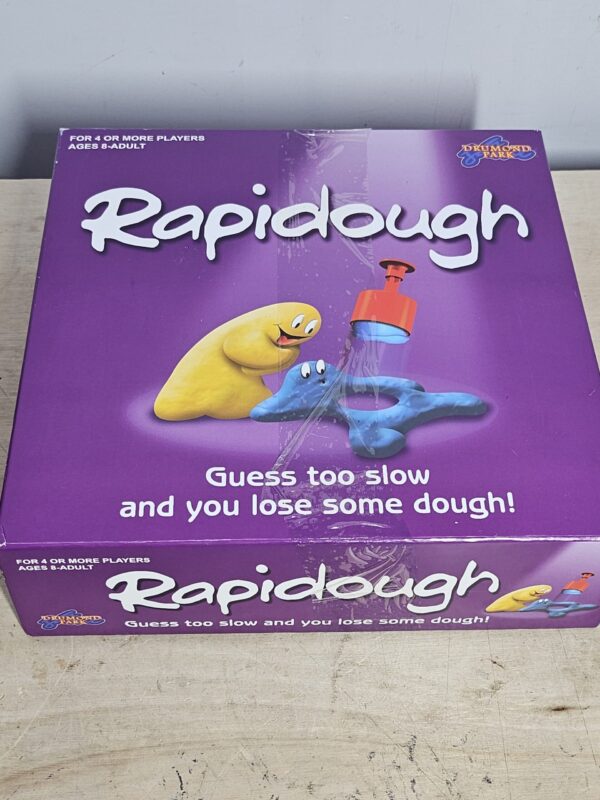 FOR 4 OR MORE PLAYERS
AGES 8-ADULT
DRUMOND
PARK
Rapidough
Guess too slow
and you lose some dough!
FOR 4 OR MORE PLAYERS
AGES 8-ADULT
Rapidough
DRUMOND
PARK
Guess too slow and you lose some dough!